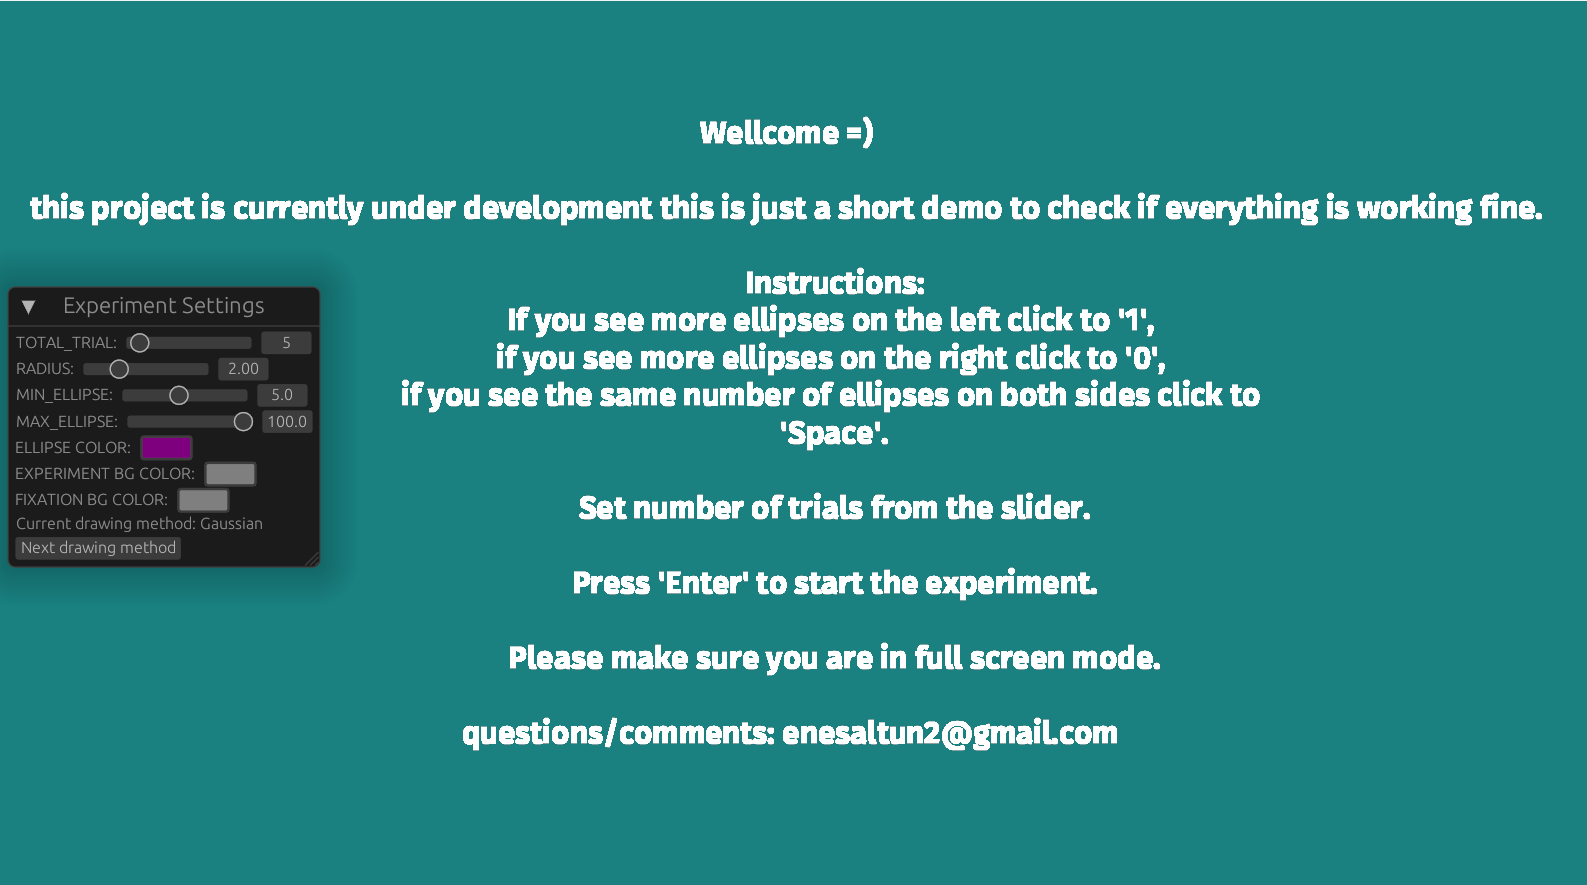 Wellcome =)
this project is currently under development this is just a short demo to check if everything is working fine.
Instructions:
If you see more ellipses on the left click to '1',
if you see more ellipses on the right click to '0',
if you see the same number of ellipses on both sides click to
'Space'.
Set number of trials from the slider.
Press 'Enter' to start the experiment.
Please make sure you are in full screen mode.
questions/comments: enesaltun2@gmail.com
Experiment Settings
TOTAL_TRIAL: 5
RADIUS: 2.00
MIN_ELLIPSE: 5.0
MAX_ELLIPSE: 100.0
ELLIPSE COLOR:
EXPERIMENT BG COLOR:
FIXATION BG COLOR:
Current drawing method: Gaussian
Next drawing method